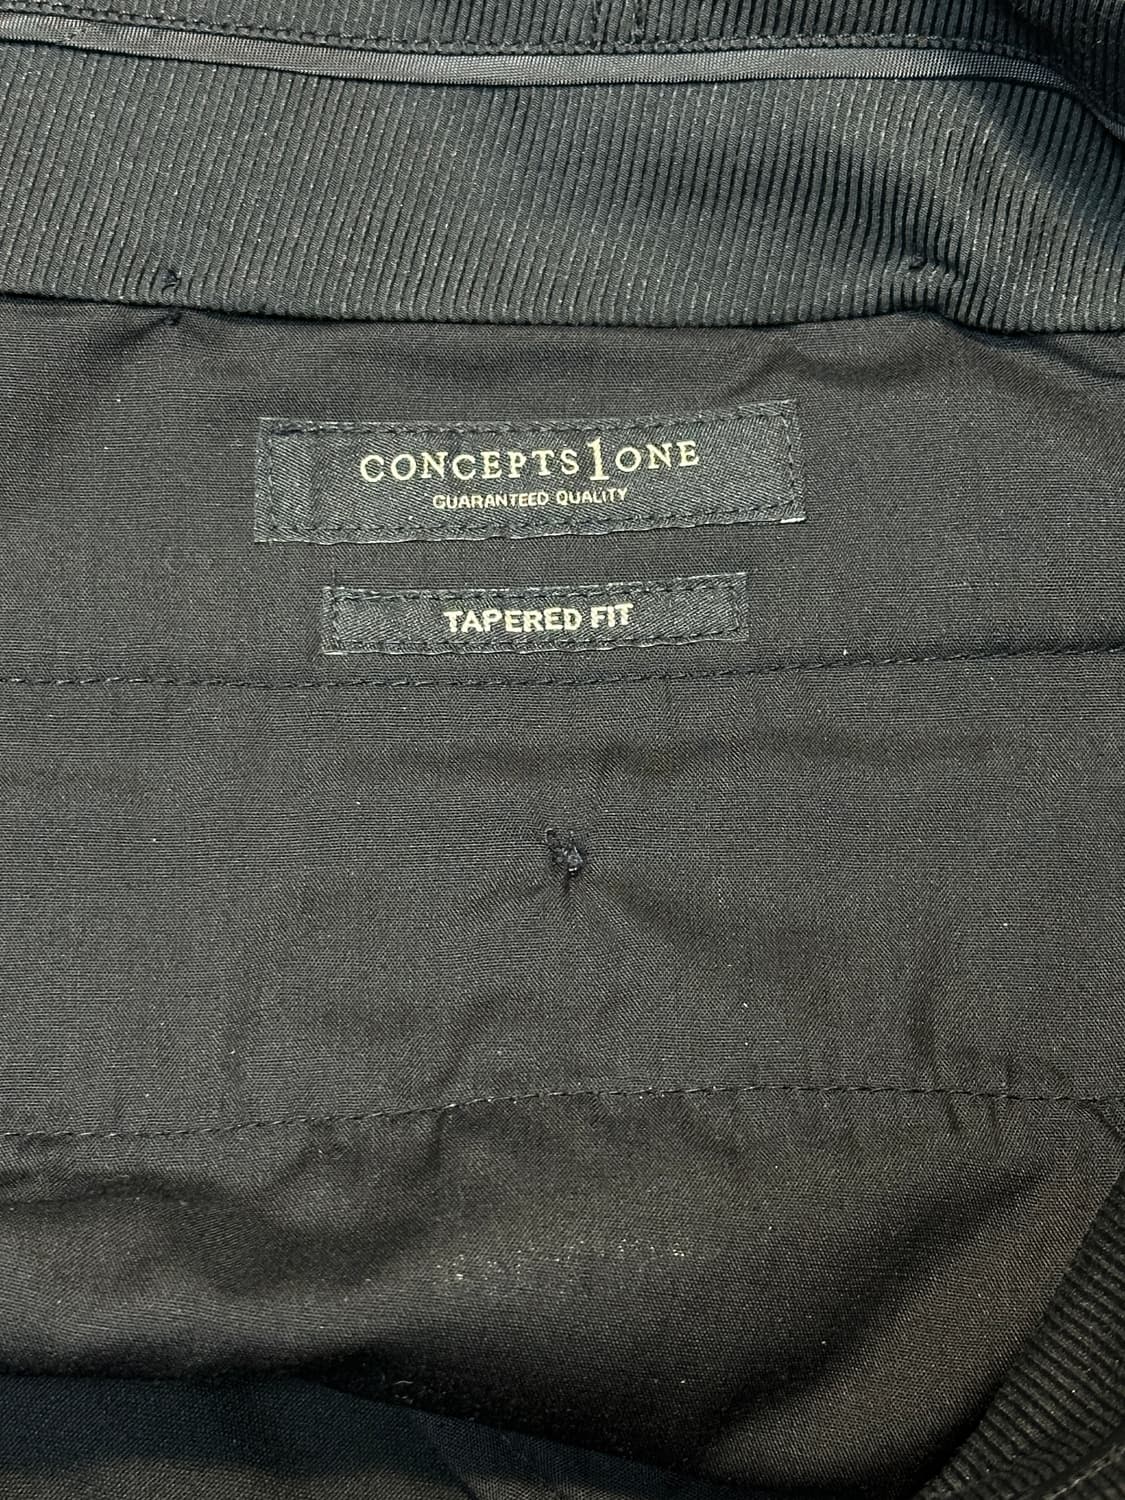 CONCEPTS1ONE
GUARANTEED QUALITY
TAPERED FIT